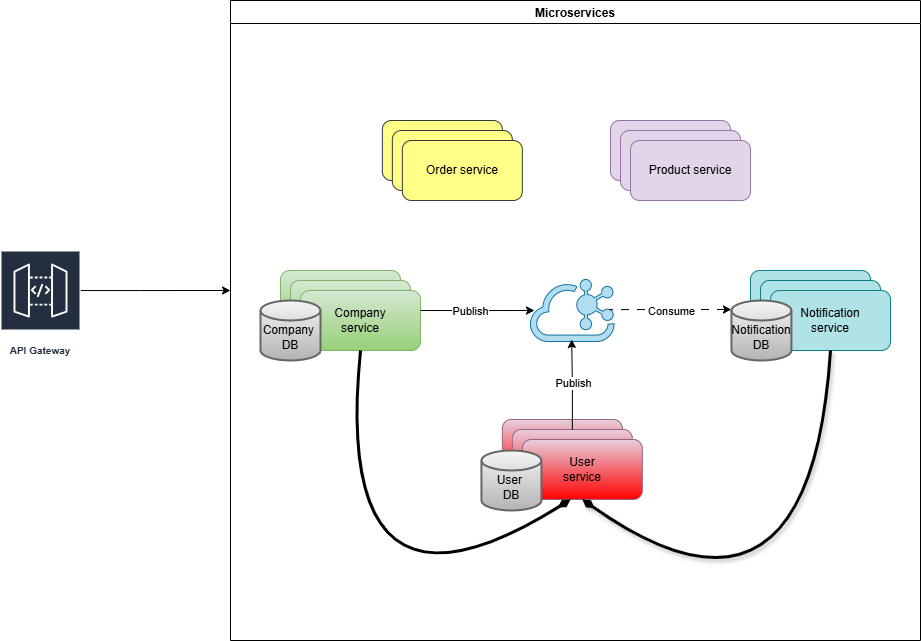 Microservices
Order service
Product service
</>
API Gateway
Company
service
Company
DB
Publish
Consume
Notification
service
Notification
DB
Publish
User
service
User
DB